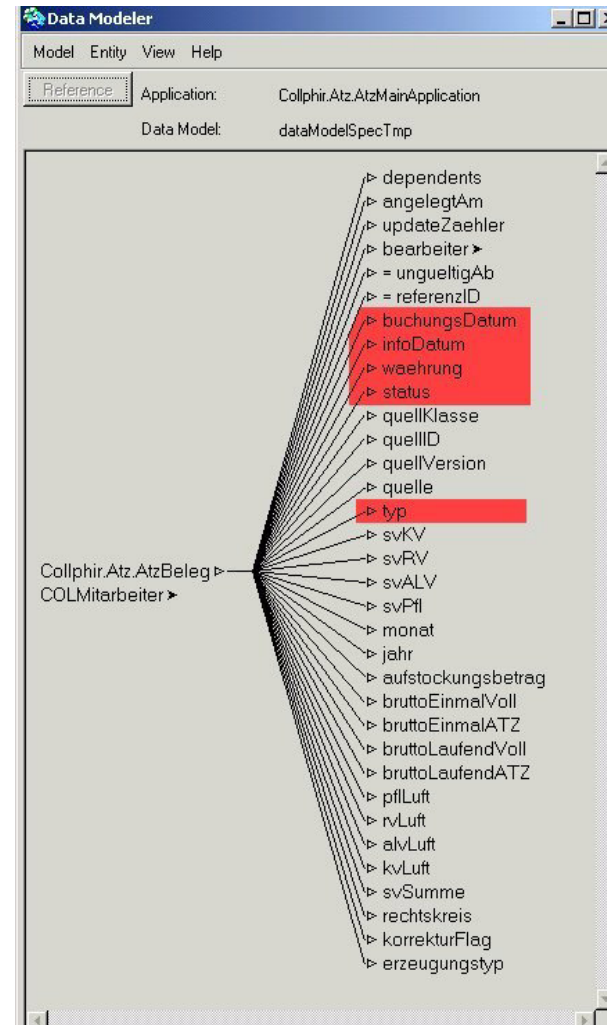 Data Modeler
Model Entity View Help
Reference Application: Collphir.Atz.AtzMainApplication
Data Model: dataModelSpecTmp
dependents
angelegtAm
updateZaehler
bearbeiter
= ungueltigAb
= referenzID
buchungsDatum
infoDatum
waehrung
status
quellKlasse
quellID
quellVersion
quelle
typ
svKV
svRV
Collphir.Atz.AtzBeleg
svALV
COLMitarbeiter
svPfl
monat
jahr
aufstockungsbetrag
bruttoEinmalVoll
bruttoEinmalATZ
bruttoLaufendVoll
bruttoLaufendATZ
pflLuft
rvLuft
alvLuft
kvLuft
svSumme
rechtskreis
korrekturFlag
erzeugungstyp